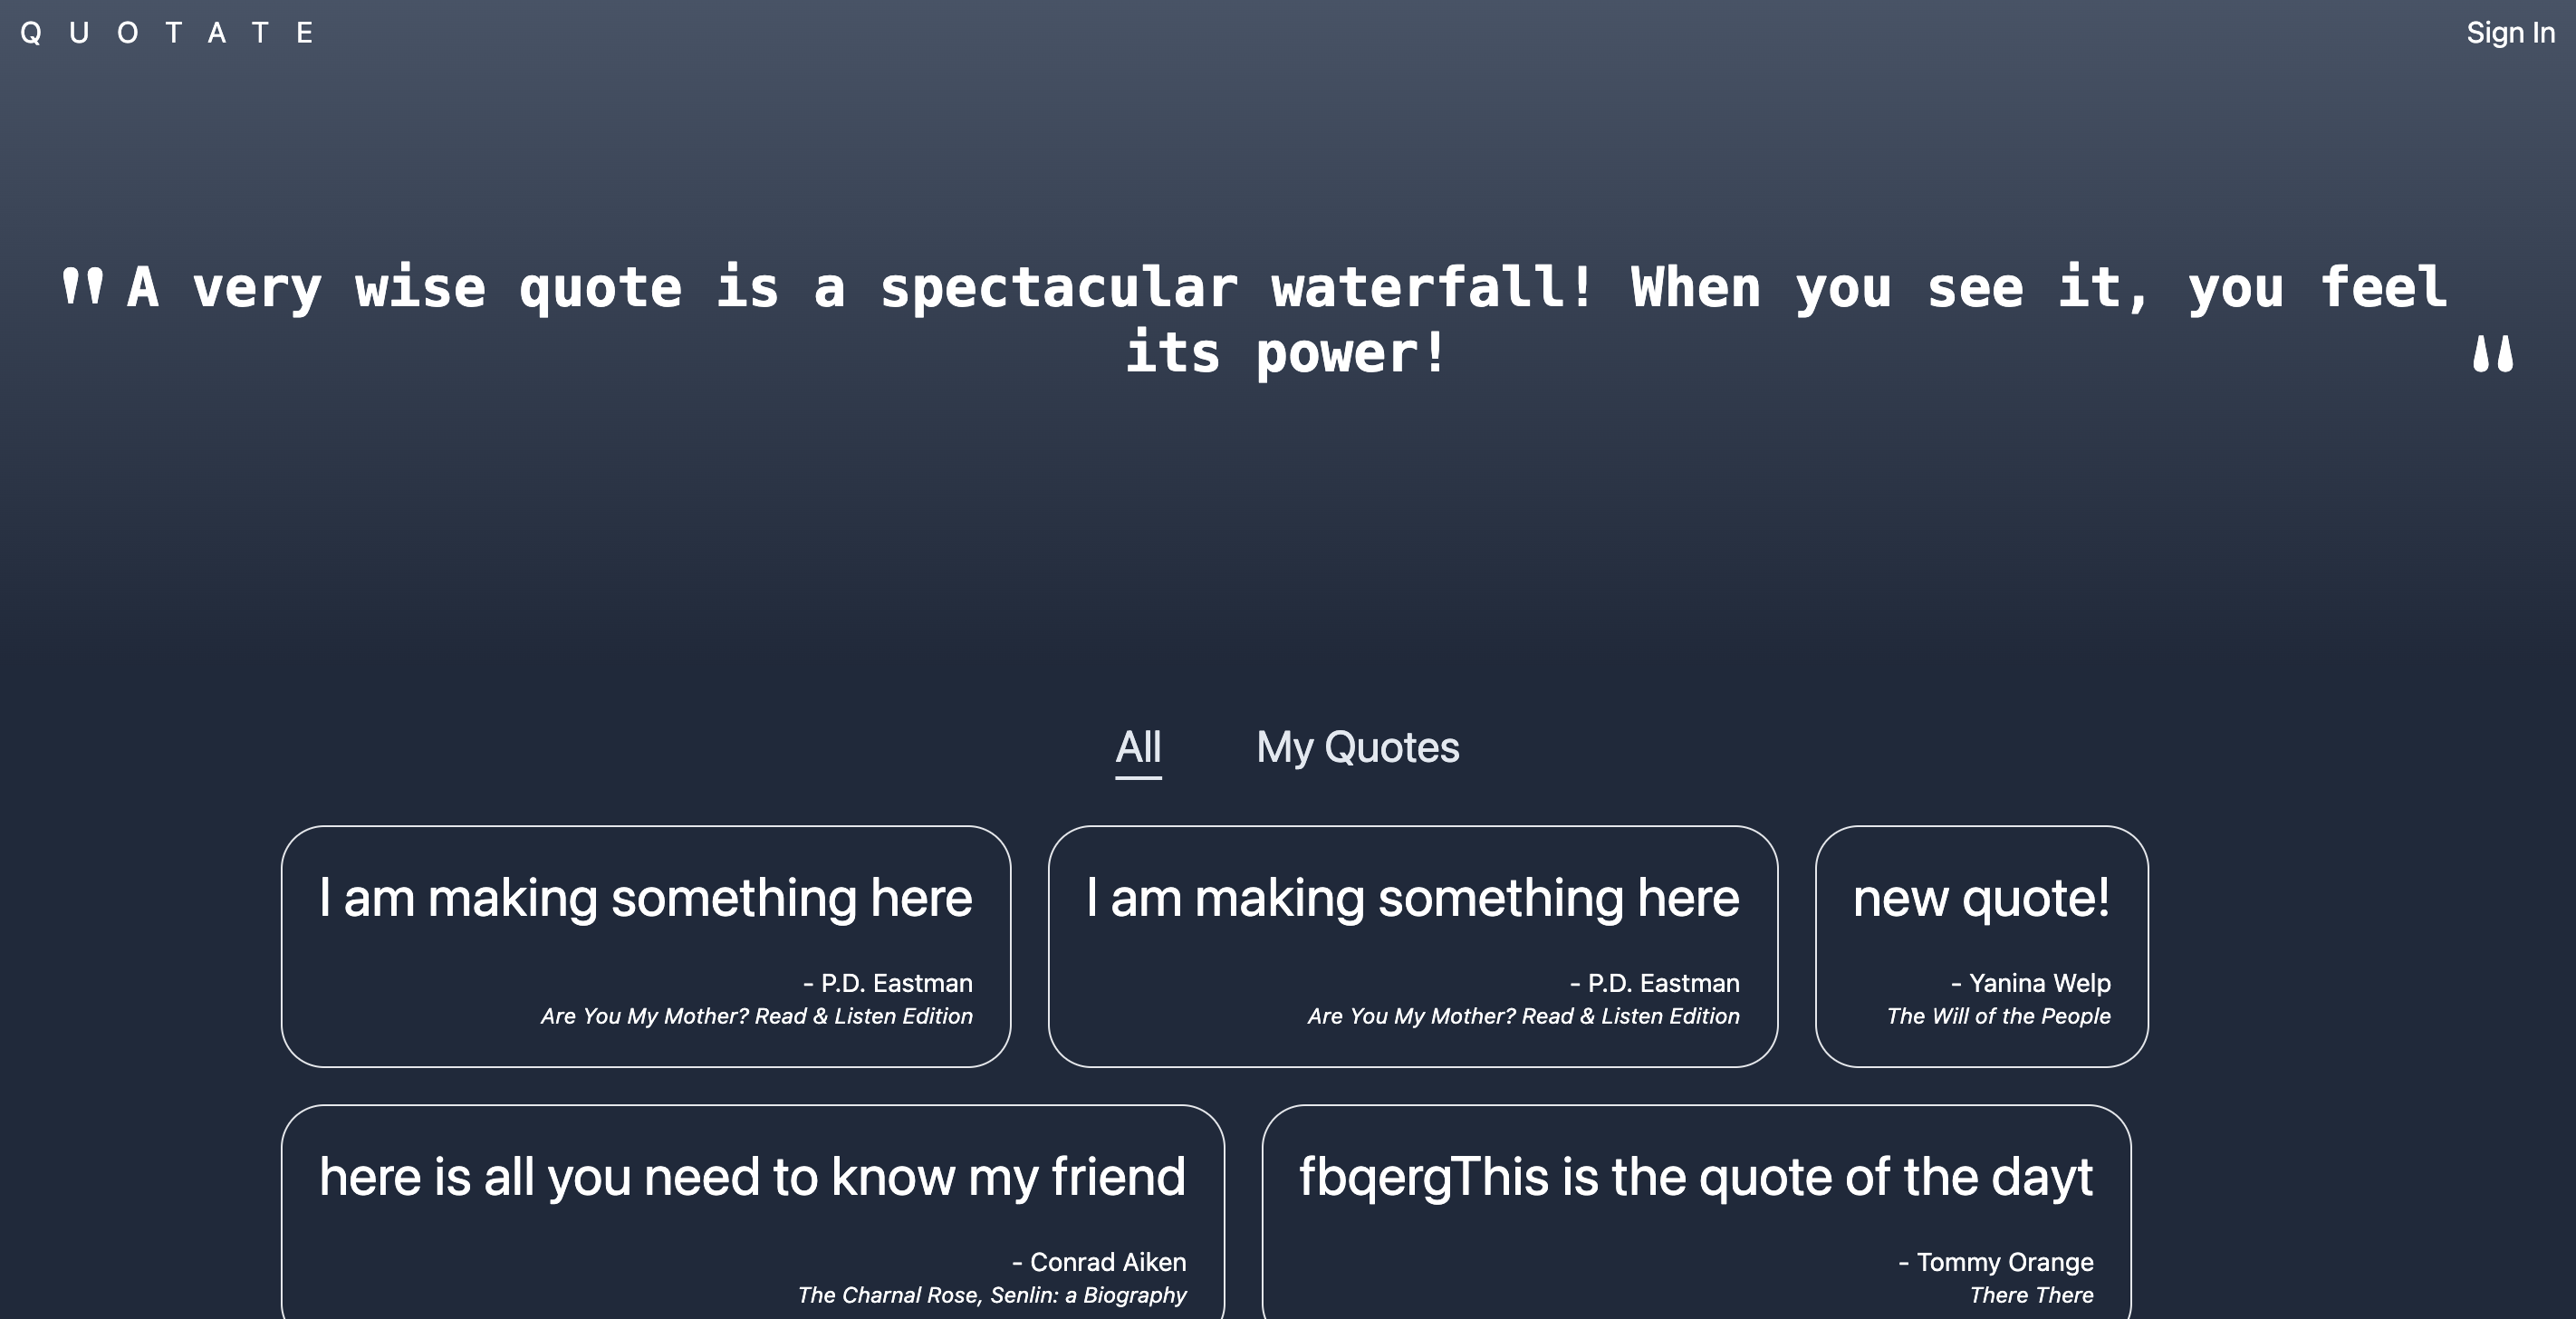 Q U O T A T E
Sign In
"A very wise quote is a spectacular waterfall! When you see it, you feel
its power!"
All
My Quotes
I am making something here
- P.D. Eastman
Are You My Mother? Read & Listen Edition
I am making something here
- P.D. Eastman
Are You My Mother? Read & Listen Edition
new quote!
- Yanina Welp
The Will of the People
here is all you need to know my friend
- Conrad Aiken
The Charnal Rose, Senlin: a Biography
fbqergThis is the quote of the dayt
- Tommy Orange
There There